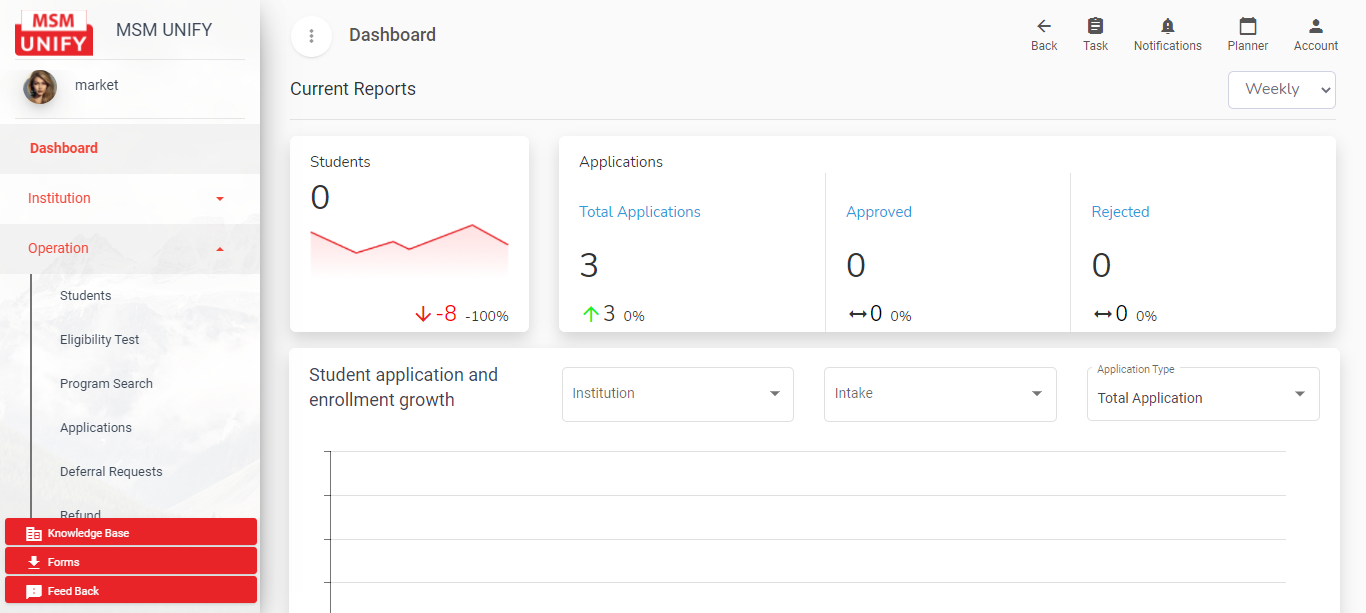 MSM
UNIFY
MSM UNIFY
market
Dashboard
Institution
Operation
Students
Eligibility Test
Program Search
Applications
Deferral Requests
Refund
Knowledge Base
Forms
Feed Back
Dashboard
Back
Task
Notifications
Planner
Account
Current Reports
Weekly
Students
0
-8 -100%
Applications
Total Applications
3
3 0%
Approved
0
0 0%
Rejected
0
0 0%
Student application and
enrollment growth
Institution
Intake
Application Type
Total Application